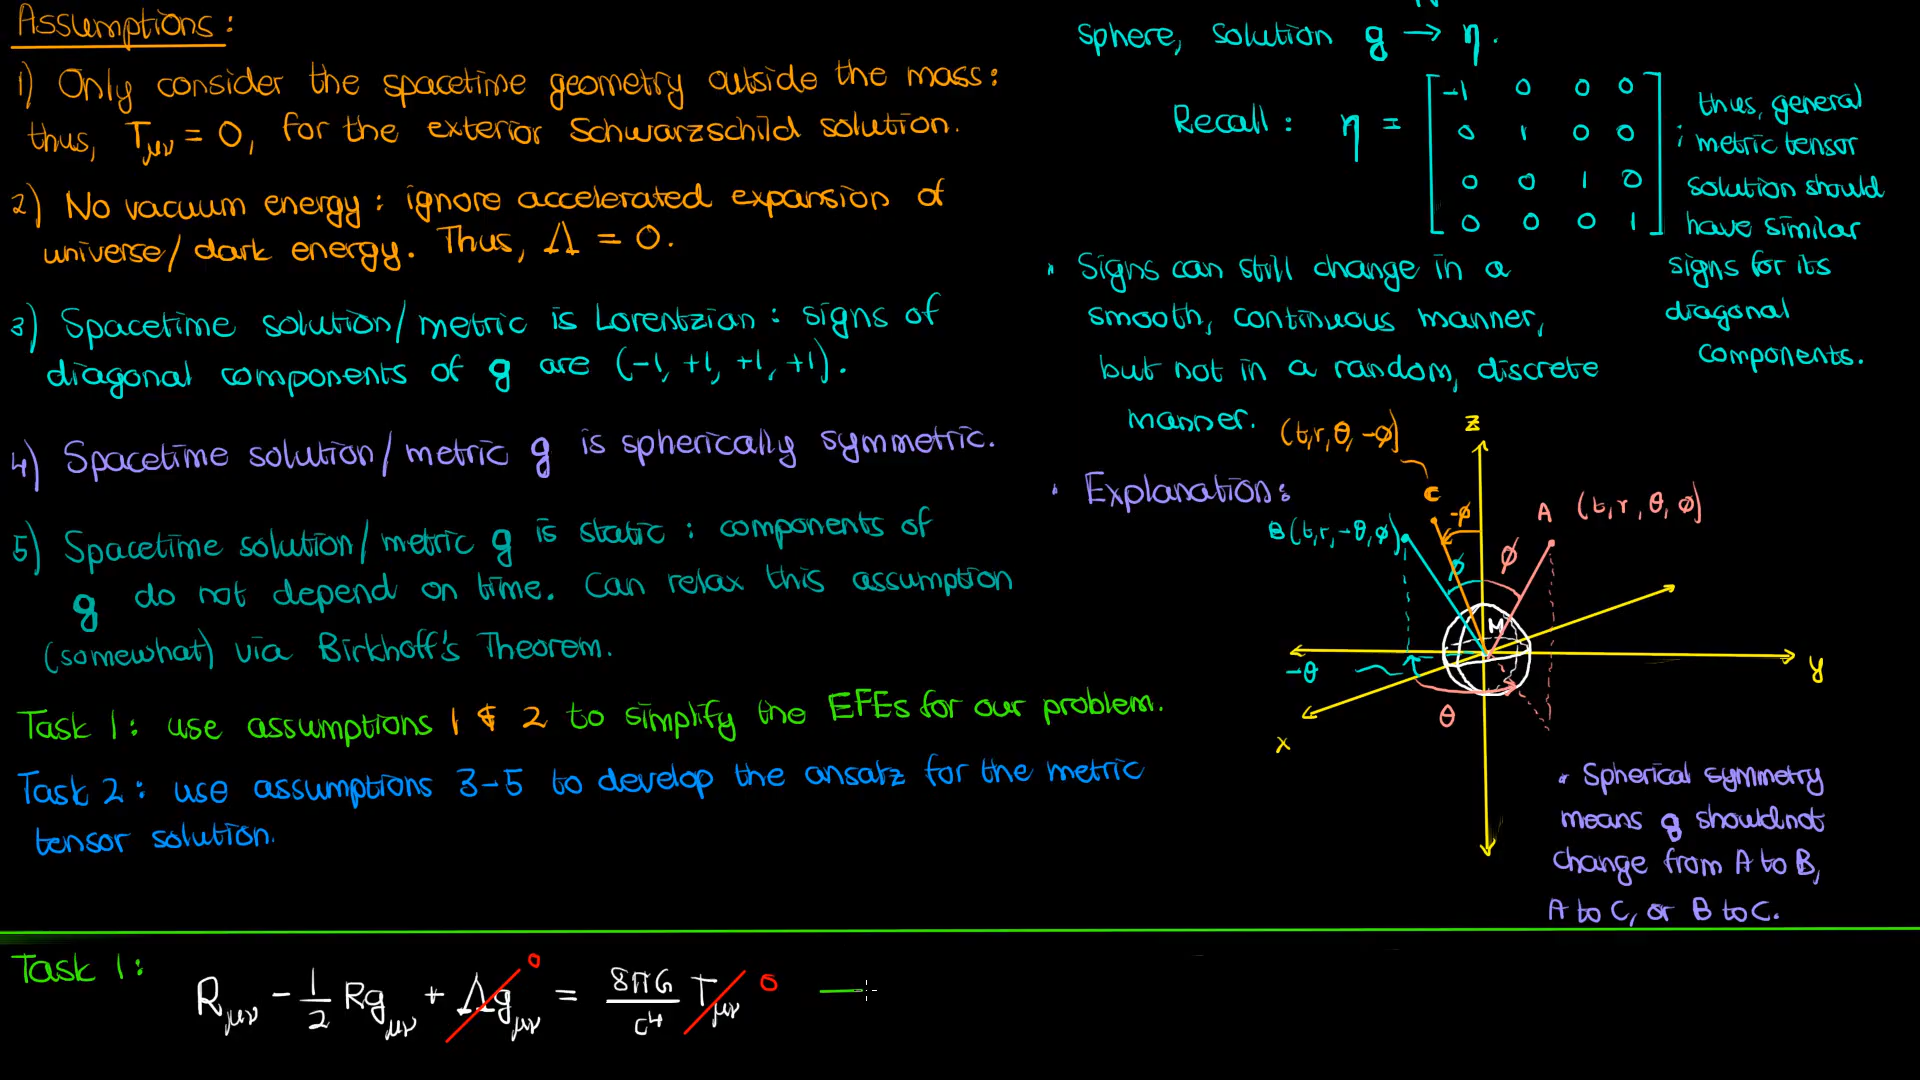 Assumptions:
1) Only consider the spacetime geometry outside the mass:
thus, Tμν = 0, for the exterior Schwarzschild solution.
2) No vacuum energy: ignore accelerated expansion of
universe/dark energy. Thus, Λ = 0.
3) Spacetime solution/metric is Lorentzian: signs of
diagonal components of g are (-1, +1, +1, +1).
4) Spacetime solution/metric g is spherically symmetric.
5) Spacetime solution/metric g is static: components of
g do not depend on time. Can relax this assumption
(somewhat) via Birkhoff's Theorem.
Task 1: use assumptions 1 & 2 to simplify the EFEs for our problem.
Task 2: use assumptions 3-5 to develop the ansatz for the metric
tensor solution.
sphere, solution g → η.
Recall: η =
-1 0 0 0
0 1 0 0
0 0 1 0
0 0 0 1
; thus, general
metric tensor
solution should
have similar
signs for its
diagonal
components.
• Signs can still change in a
smooth, continuous manner,
but not in a random, discrete
manner.
• Explanation:
(t,r,θ,-φ)
z
C
-φ
A (t,r,θ,φ)
B(t,r,-θ,φ)
φ
φ
M
-θ
y
θ
x
• Spherical symmetry
means g should not
change from A to B,
A to C, or B to C.
Task 1:
Rμν - 1/2 Rgμν + Λgμν 0 = 8πG/c⁴ Tμν 0